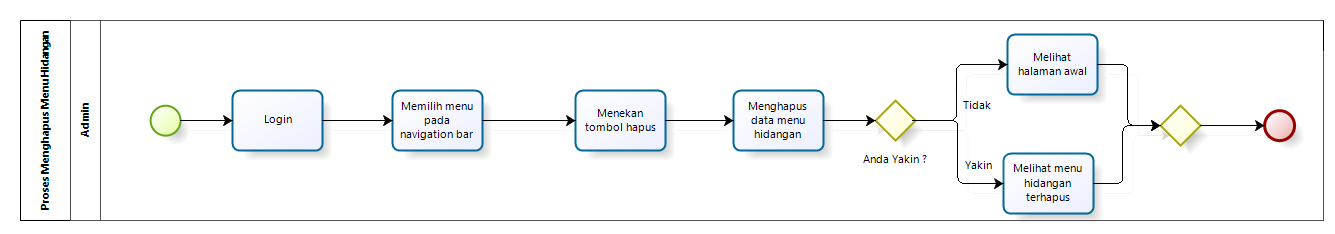 Proses Menghapus Menu Hidangan
Admin
Login
Memilih menu
pada
navigation bar
Menekan
tombol hapus
Menghapus
data menu
hidangan
Anda Yakin ?
Tidak
Melihat
halaman awal
Yakin
Melihat menu
hidangan
terhapus